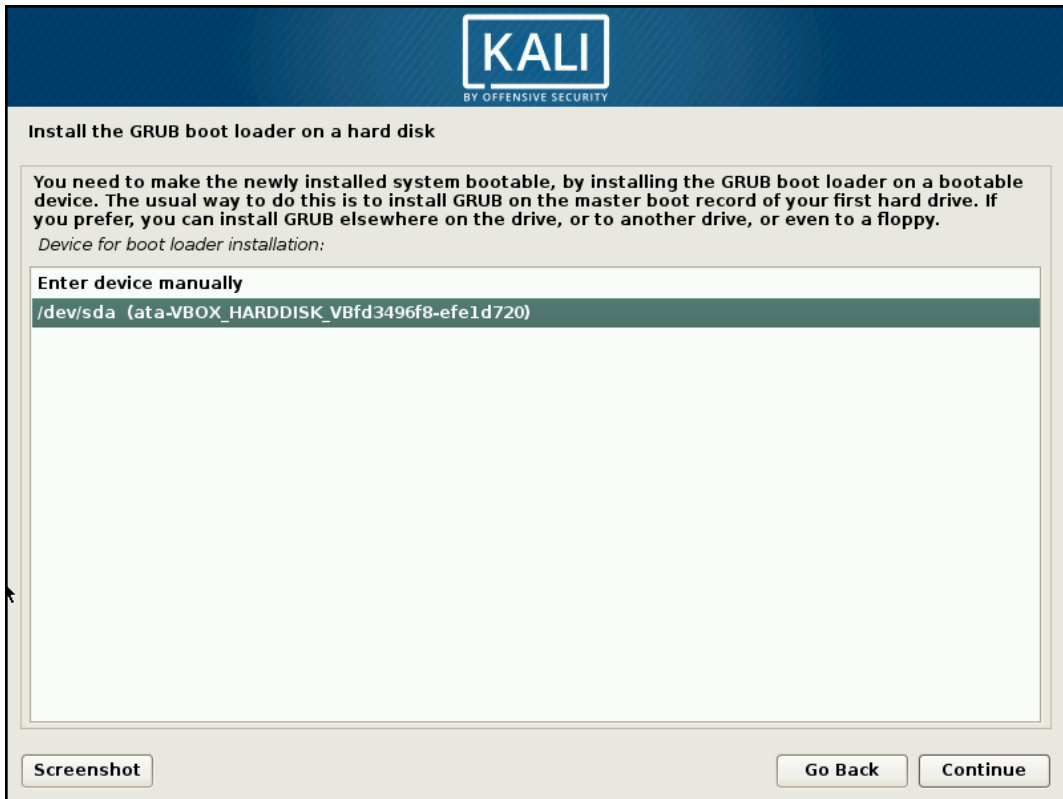 KALI
BY OFFENSIVE SECURITY
Install the GRUB boot loader on a hard disk
You need to make the newly installed system bootable, by installing the GRUB boot loader on a bootable
device. The usual way to do this is to install GRUB on the master boot record of your first hard drive. If
you prefer, you can install GRUB elsewhere on the drive, or to another drive, or even to a floppy.
Device for boot loader installation:
Enter device manually
/dev/sda (ata-VBOX_HARDDISK_VBfd3496f8-efe1d720)
Screenshot
Go Back
Continue